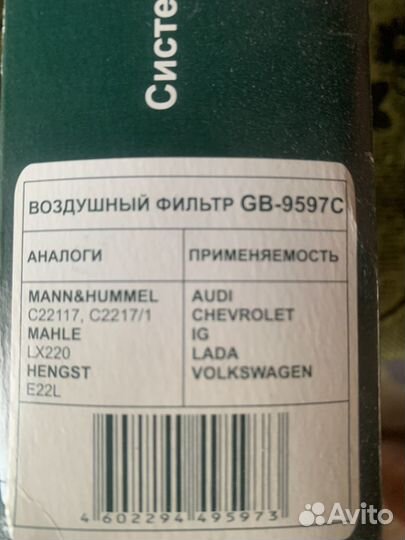 Систе
ВОЗДУШНЫЙ ФИЛЬТР GB-9597C
АНАЛОГИ
ПРИМЕНЯЕМОСТЬ
MANN&HUMMEL
C22117, C2217/1
MAHLE
LX220
HENGST
E22L
AUDI
CHEVROLET
IG
LADA
VOLKSWAGEN
4 602294 495973
Avito